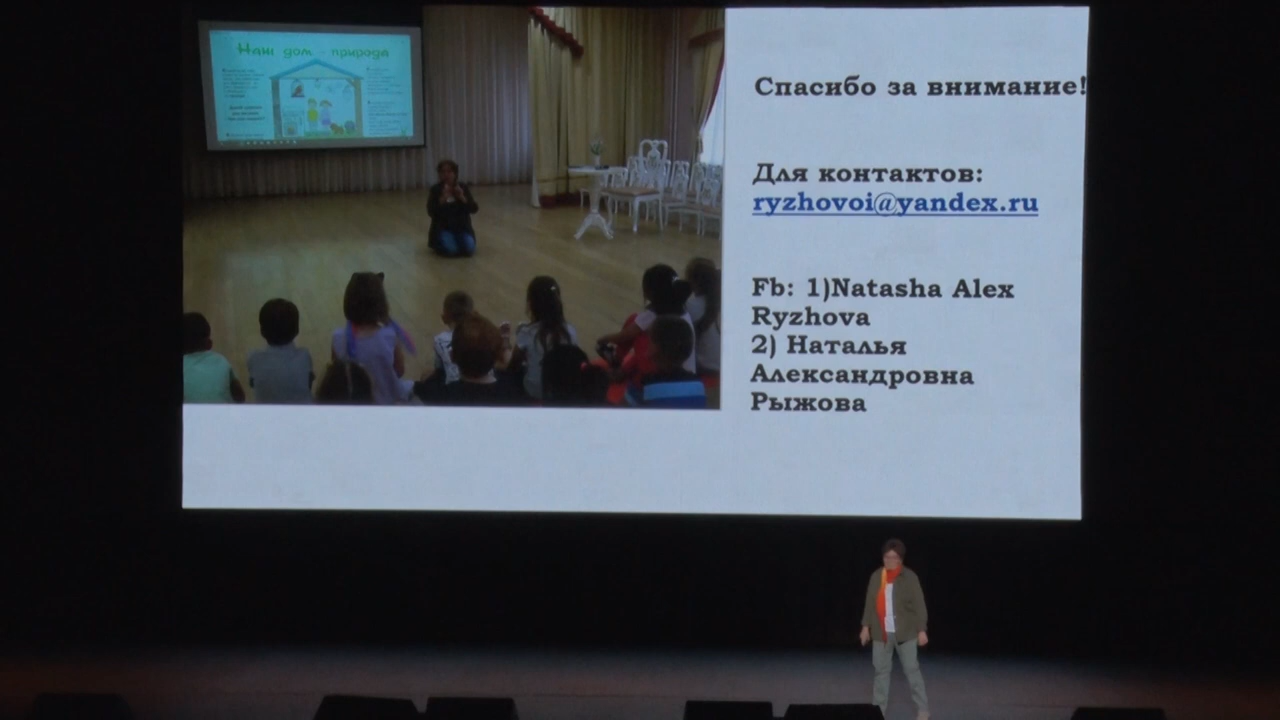 Наш дом - природа
Спасибо за внимание!
Для контактов:
ryzhovoi@yandex.ru
Fb: 1)Natasha Alex
Ryzhova
2) Наталья
Александровна
Рыжова